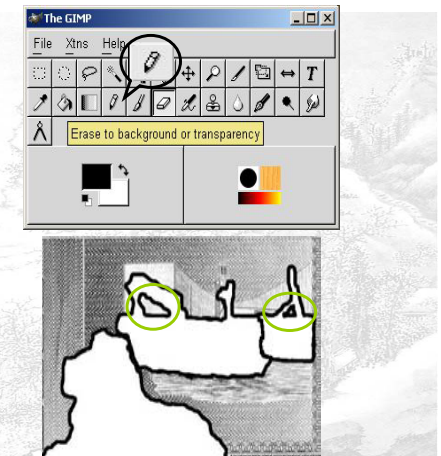 The GIMP
File Xtns Help
T
Erase to background or transparency